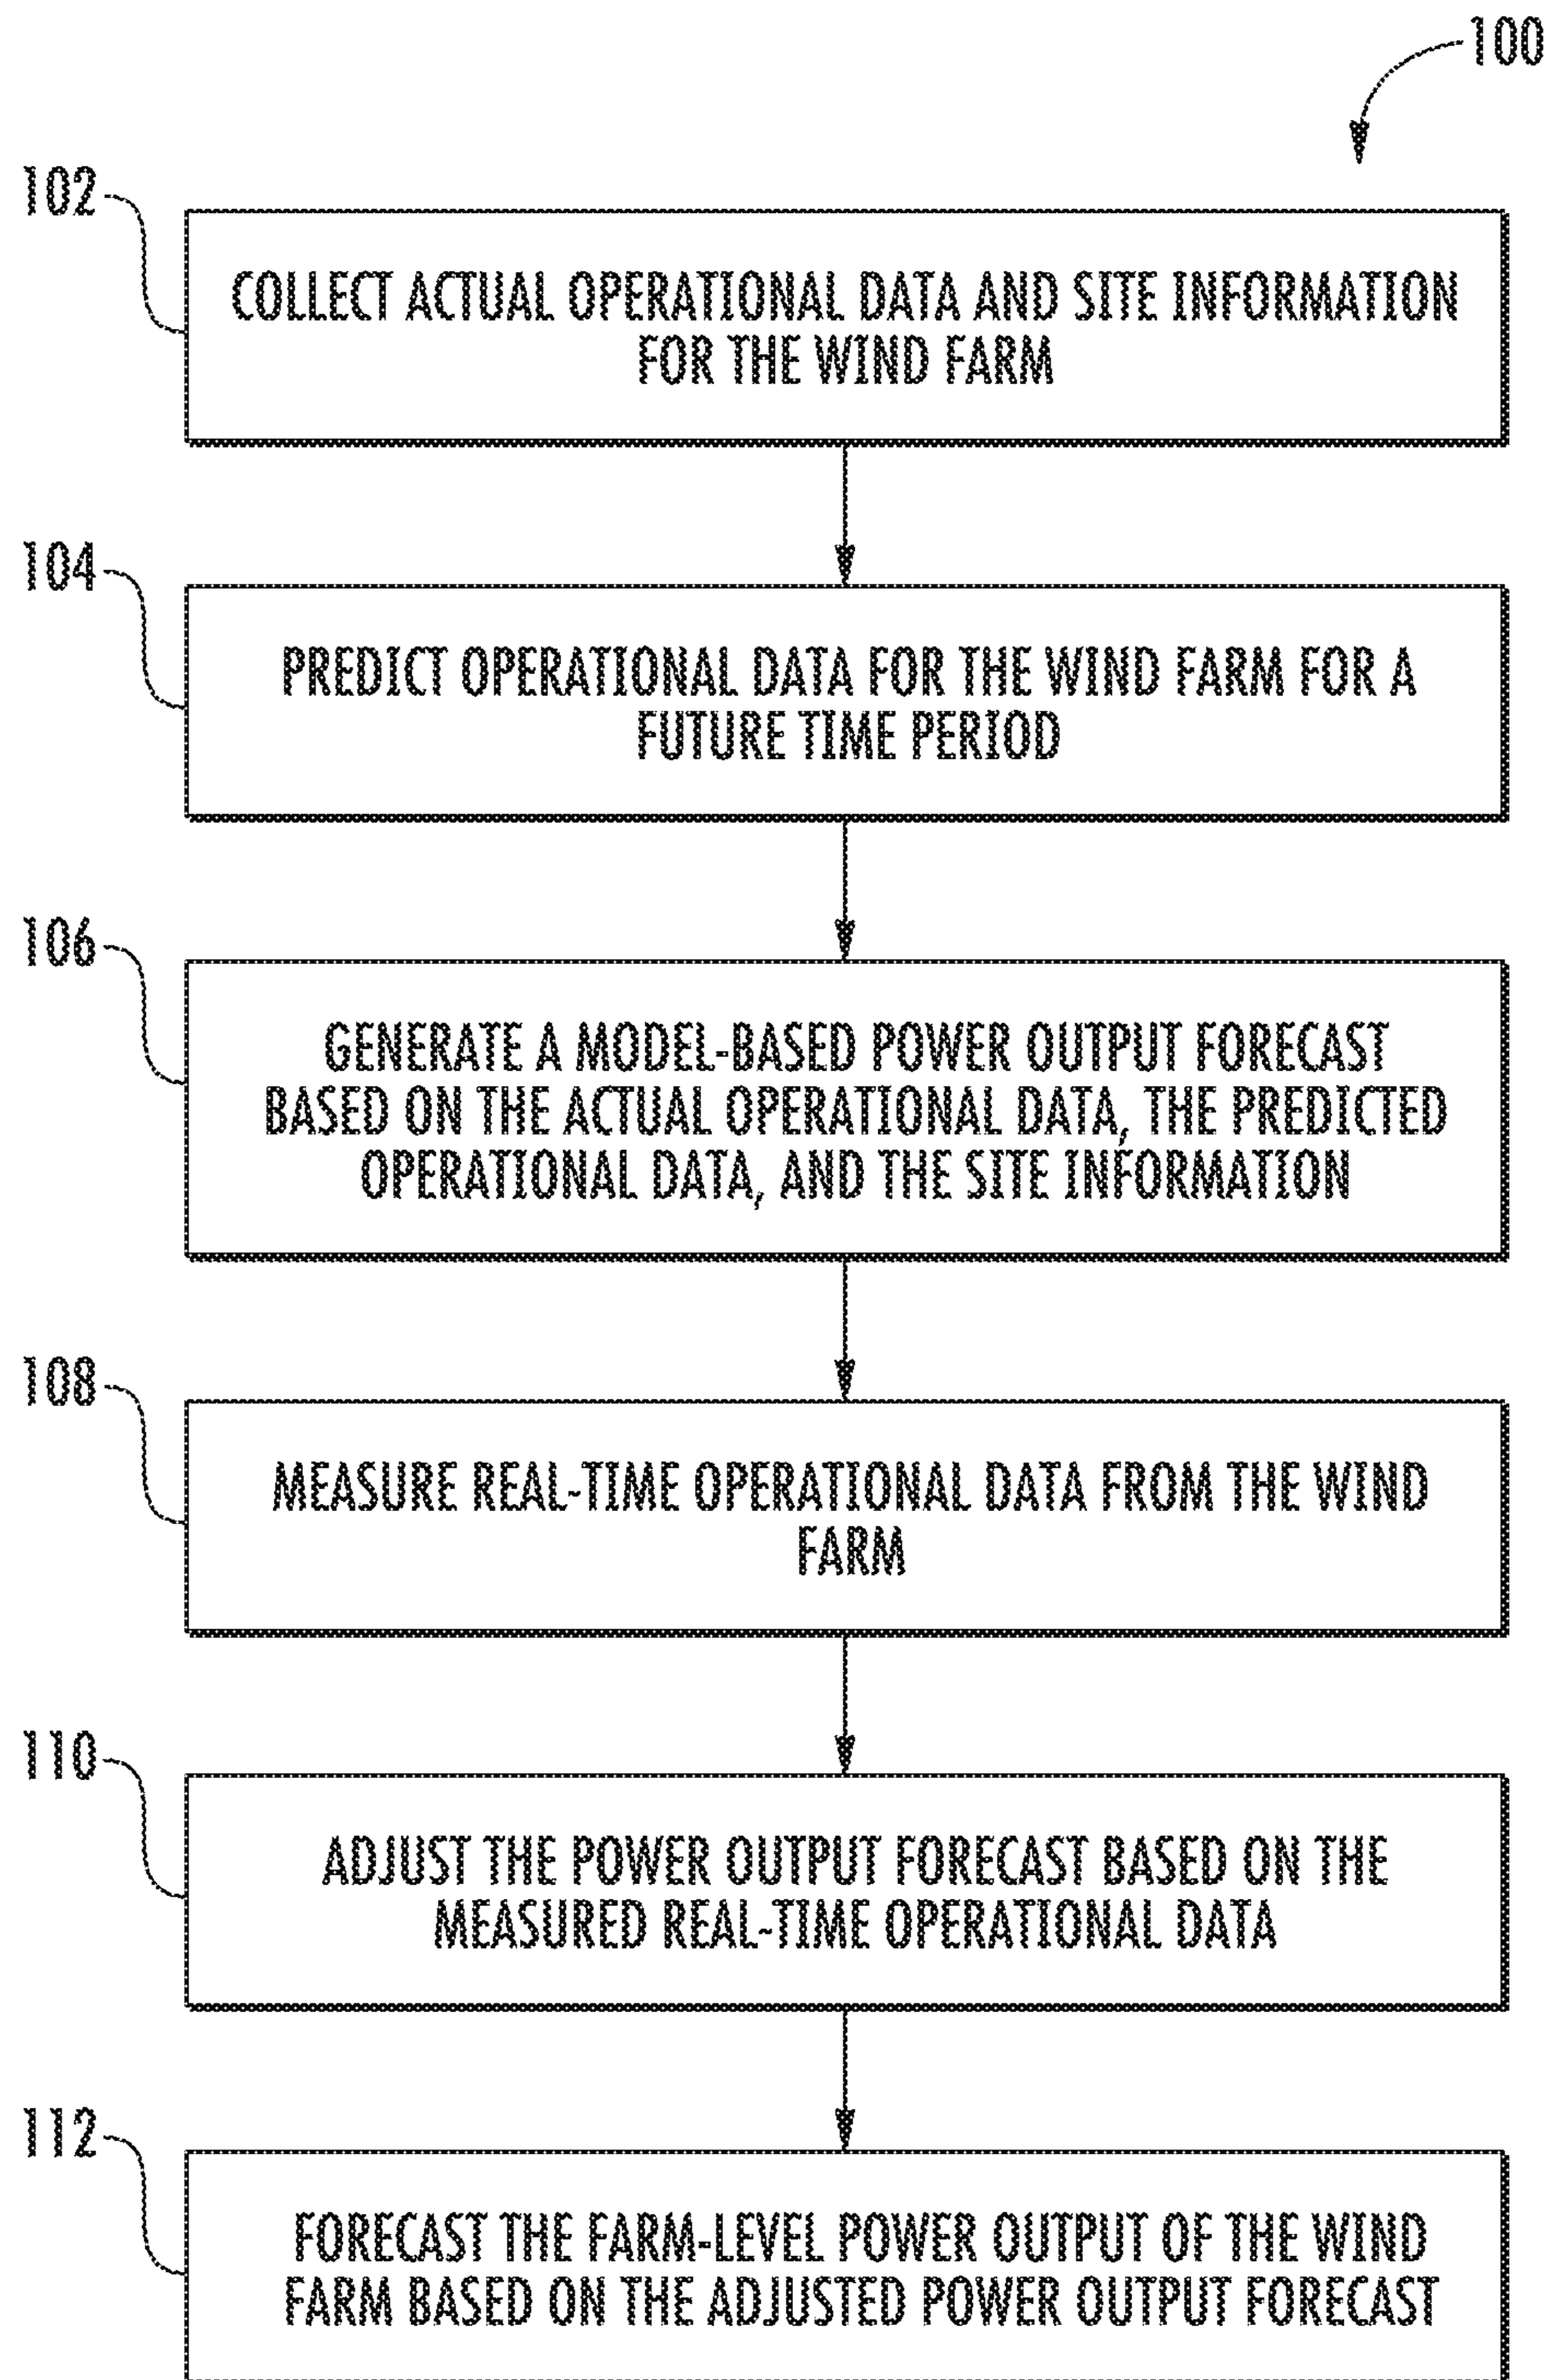 100
102
COLLECT ACTUAL OPERATIONAL DATA AND SITE INFORMATION
FOR THE WIND FARM
104
PREDICT OPERATIONAL DATA FOR THE WIND FARM FOR A
FUTURE TIME PERIOD
106
GENERATE A MODEL-BASED POWER OUTPUT FORECAST
BASED ON THE ACTUAL OPERATIONAL DATA, THE PREDICTED
OPERATIONAL DATA, AND THE SITE INFORMATION
108
MEASURE REAL-TIME OPERATIONAL DATA FROM THE WIND
FARM
110
ADJUST THE POWER OUTPUT FORECAST BASED ON THE
MEASURED REAL-TIME OPERATIONAL DATA
112
FORECAST THE FARM-LEVEL POWER OUTPUT OF THE WIND
FARM BASED ON THE ADJUSTED POWER OUTPUT FORECAST